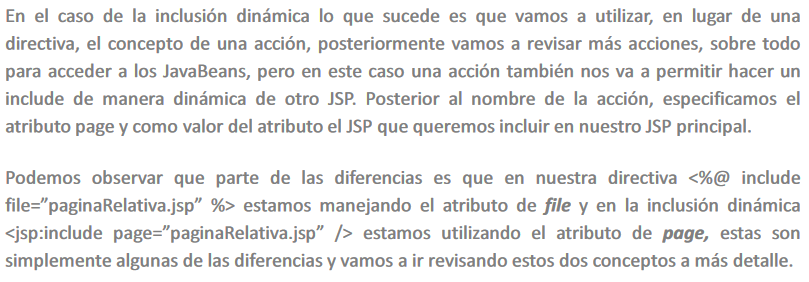 En el caso de la inclusión dinámica lo que sucede es que vamos a utilizar, en lugar de una
directiva, el concepto de una acción, posteriormente vamos a revisar más acciones, sobre todo
para acceder a los JavaBeans, pero en este caso una acción también nos va a permitir hacer un
include de manera dinámica de otro JSP. Posterior al nombre de la acción, especificamos el
atributo page y como valor del atributo el JSP que queremos incluir en nuestro JSP principal.
Podemos observar que parte de las diferencias es que en nuestra directiva <%@ include
file=”paginaRelativa.jsp” %> estamos manejando el atributo de file y en la inclusión dinámica
<jsp:include page=”paginaRelativa.jsp” /> estamos utilizando el atributo de page, estas son
simplemente algunas de las diferencias y vamos a ir revisando estos dos conceptos a más detalle.